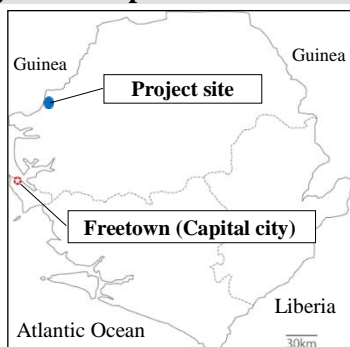 Guinea
Guinea
Project site
Freetown (Capital city)
Liberia
Atlantic Ocean
30km